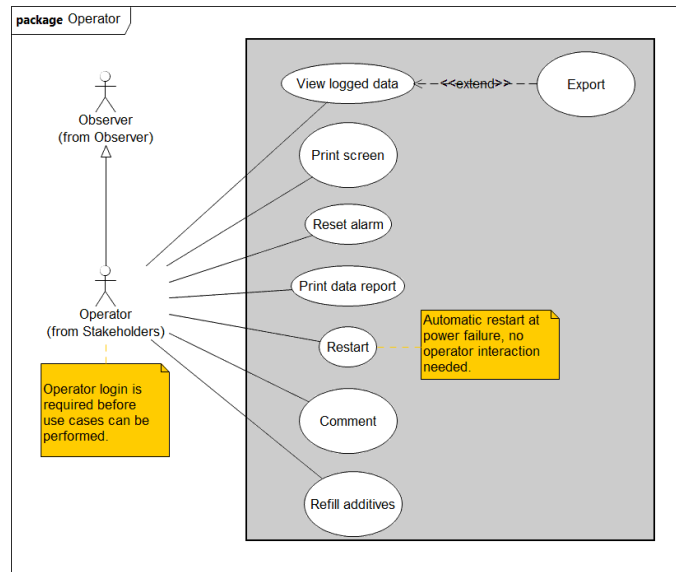 package Operator
View logged data
<<extend>>
Export
Observer
(from Observer)
Print screen
Reset alarm
Print data report
Operator
(from Stakeholders)
Automatic restart at
power failure, no
operator interaction
needed.
Restart
Operator login is
required before
use cases can be
performed.
Comment
Refill additives